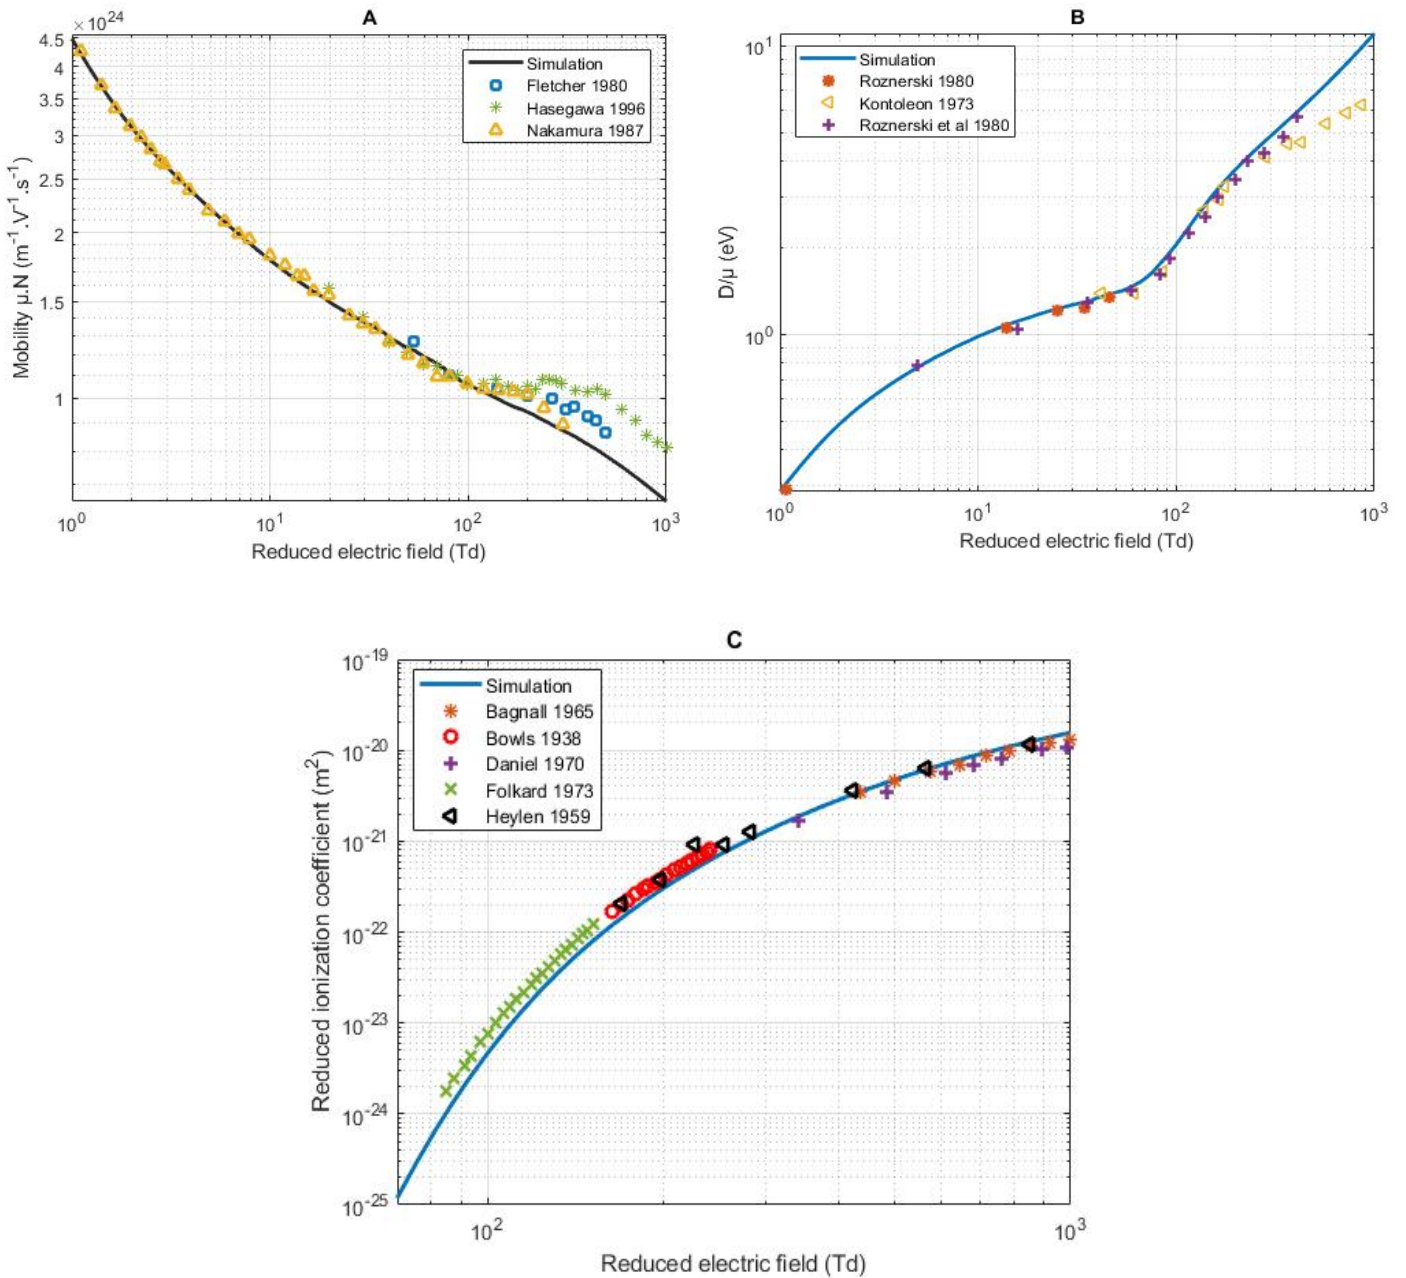 A
×10^24
4.5
4
3.5
3
2.5
2
1.5
1
Mobility μ.N (m^-1.V^-1.s^-1)
Simulation
Fletcher 1980
Hasegawa 1996
Nakamura 1987
10^0
10^1
10^2
10^3
Reduced electric field (Td)
B
10^1
10^0
D/μ (eV)
Simulation
Roznerski 1980
Kontoleon 1973
Roznerski et al 1980
10^0
10^1
10^2
10^3
Reduced electric field (Td)
C
10^-19
10^-20
10^-21
10^-22
10^-23
10^-24
10^-25
Reduced ionization coefficient (m^2)
Simulation
Bagnall 1965
Bowls 1938
Daniel 1970
Folkard 1973
Heylen 1959
10^2
10^3
Reduced electric field (Td)